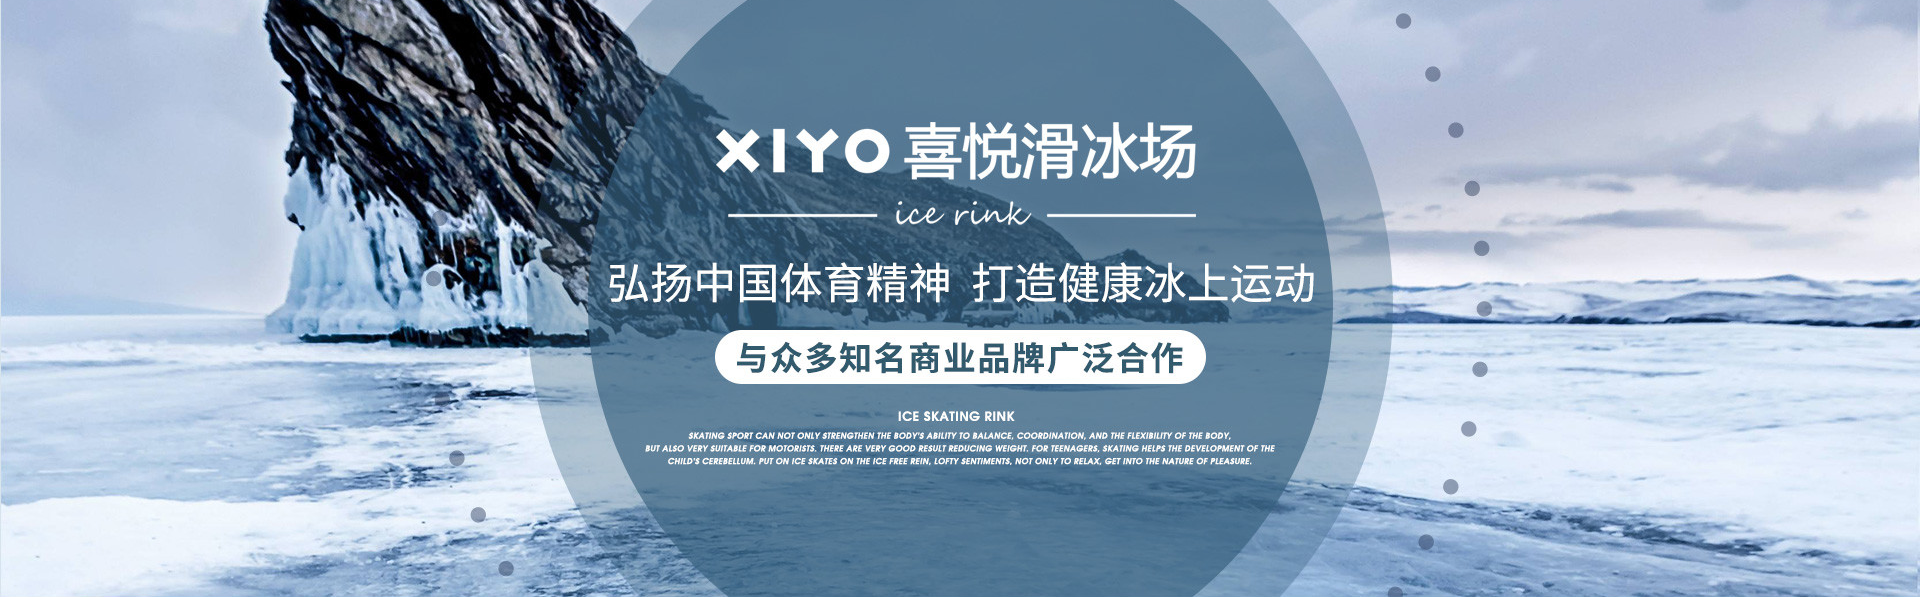 XIYO 喜悦滑冰场
ice rink
弘扬中国体育精神 打造健康冰上运动
与众多知名商业品牌广泛合作
ICE SKATING RINK
SKATING SPORT CAN NOT ONLY STRENGTHEN THE BODY'S ABILITY TO BALANCE, COORDINATION, AND THE FLEXIBILITY OF THE BODY,
BUT ALSO VERY SUITABLE FOR MOTORISTS. THERE ARE VERY GOOD RESULT REDUCING WEIGHT. FOR TEENAGERS, SKATING HELPS THE DEVELOPMENT OF THE
CHILD'S CEREBELLUM. PUT ON ICE SKATES ON THE ICE FREE REIN, LOFTY SENTIMENTS, NOT ONLY TO RELAX, GET INTO THE NATURE OF PLEASURE.